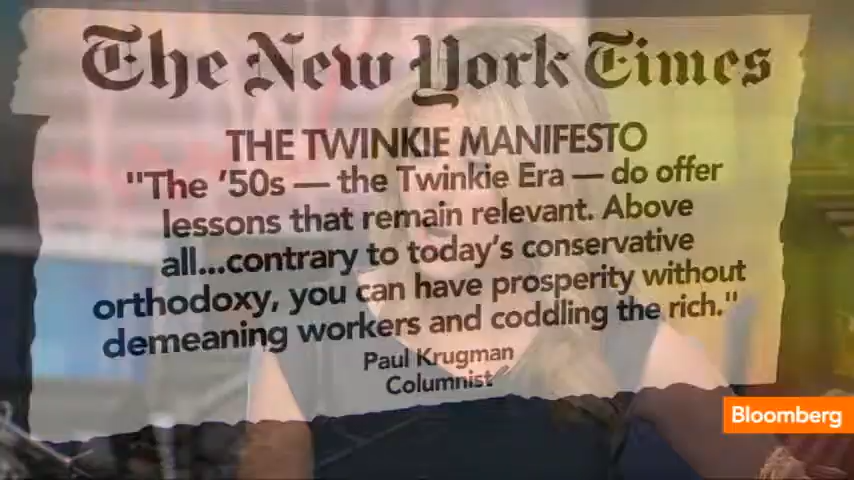 The New York Times
THE TWINKIE MANIFESTO
"The '50s — the Twinkie Era — do offer
lessons that remain relevant. Above
all...contrary to today's conservative
orthodoxy, you can have prosperity without
demeaning workers and coddling the rich."
Paul Krugman
Columnist
Bloomberg